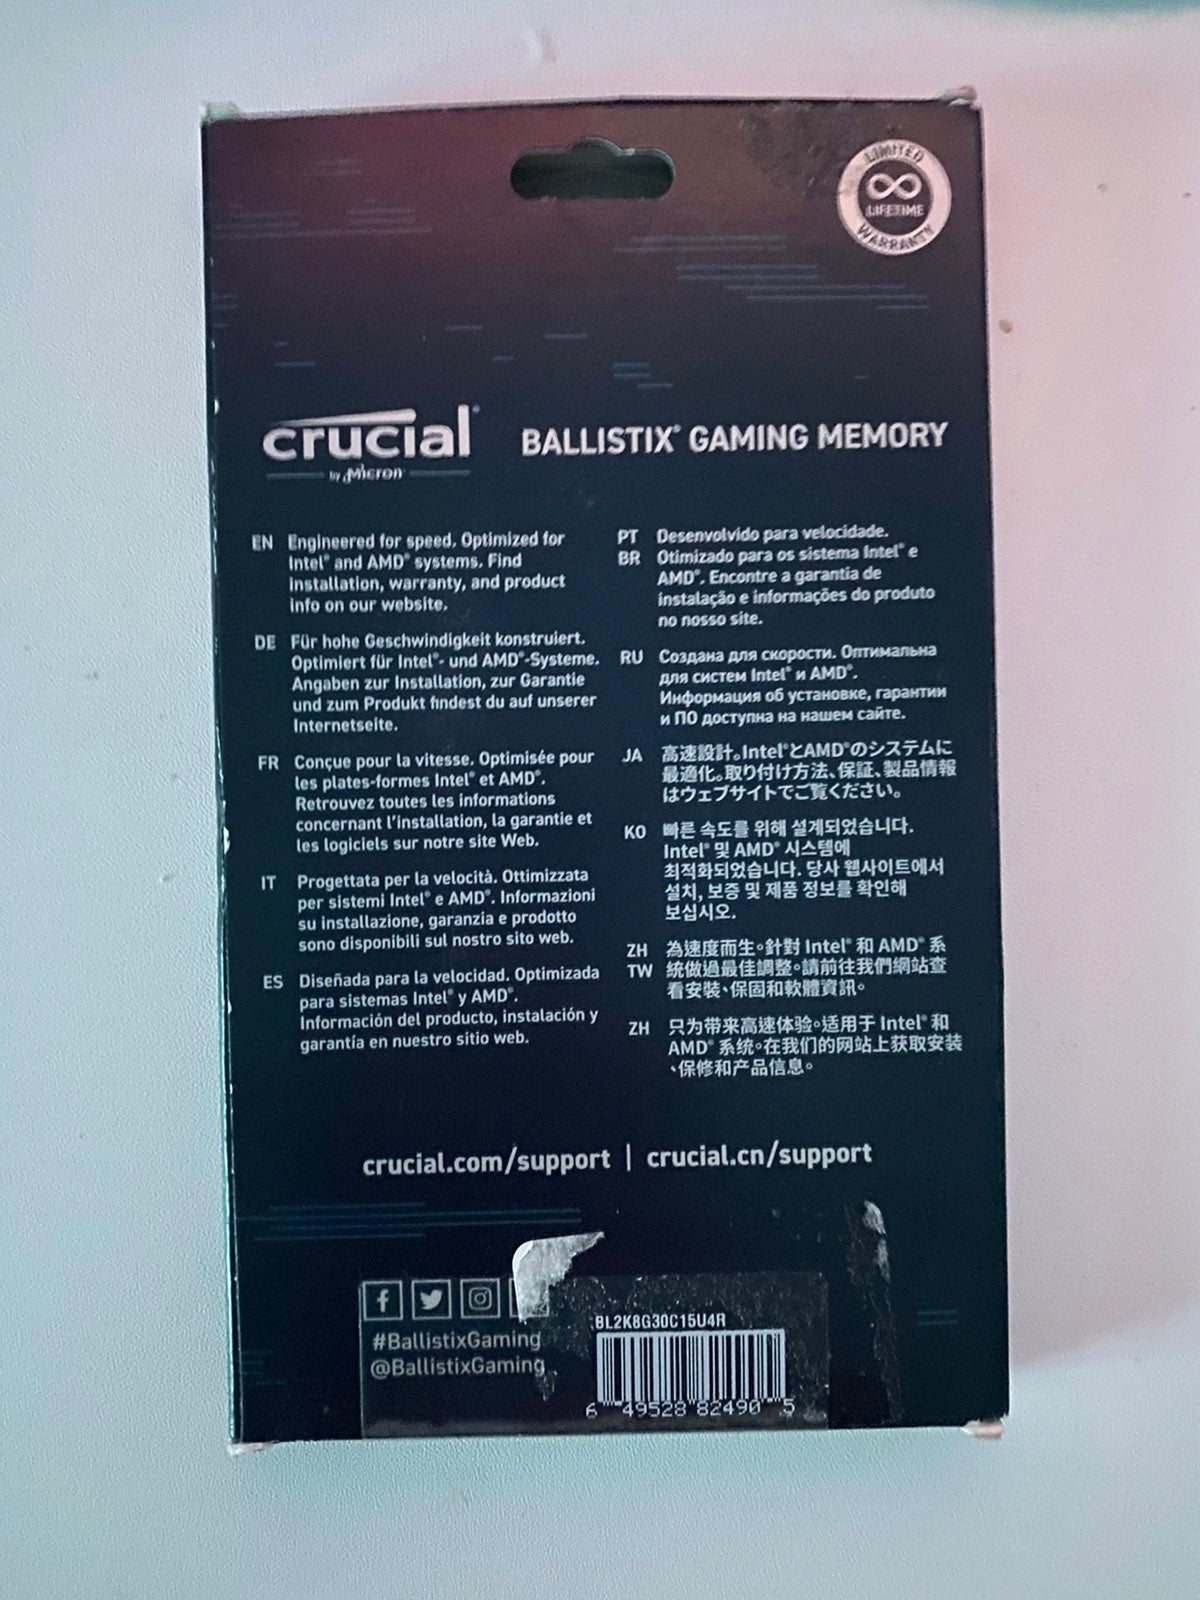 LIMITED
LIFETIME
WARRANTY
crucial®
by Micron®
BALLISTIX® GAMING MEMORY
EN Engineered for speed. Optimized for
Intel® and AMD® systems. Find
installation, warranty, and product
info on our website.
DE Für hohe Geschwindigkeit konstruiert.
Optimiert für Intel®- und AMD®-Systeme.
Angaben zur Installation, zur Garantie
und zum Produkt findest du auf unserer
Internetseite.
FR Conçue pour la vitesse. Optimisée pour
les plates-formes Intel® et AMD®.
Retrouvez toutes les informations
concernant l'installation, la garantie et
les logiciels sur notre site Web.
IT Progettata per la velocità. Ottimizzata
per sistemi Intel® e AMD®. Informazioni
su installazione, garanzia e prodotto
sono disponibili sul nostro sito web.
ES Diseñada para la velocidad. Optimizada
para sistemas Intel® y AMD®.
Información del producto, instalación y
garantía en nuestro sitio web.
PT Desenvolvido para velocidade.
BR Otimizado para os sistema Intel® e
AMD®. Encontre a garantia de
instalação e informações do produto
no nosso site.
RU Создана для скорости. Оптимальна
для систем Intel® и AMD®.
Информация об установке, гарантии
и ПО доступна на нашем сайте.
JA 高速設計。Intel®とAMD®のシステムに
最適化。取り付け方法、保証、製品情報
はウェブサイトでご覧ください。
KO 빠른 속도를 위해 설계되었습니다.
Intel® 및 AMD® 시스템에
최적화되었습니다. 당사 웹사이트에서
설치, 보증 및 제품 정보를 확인해
보십시오.
ZH 為速度而生。針對 Intel® 和 AMD® 系
TW 統做過最佳調整。請前往我們網站查
看安裝、保固和軟體資訊。
ZH 只为带来高速体验。适用于 Intel® 和
AMD® 系统。在我们的网站上获取安装
、保修和产品信息。
crucial.com/support | crucial.cn/support
#BallistixGaming
@BallistixGaming
BL2K8G30C15U4R
6 49528 82490 5